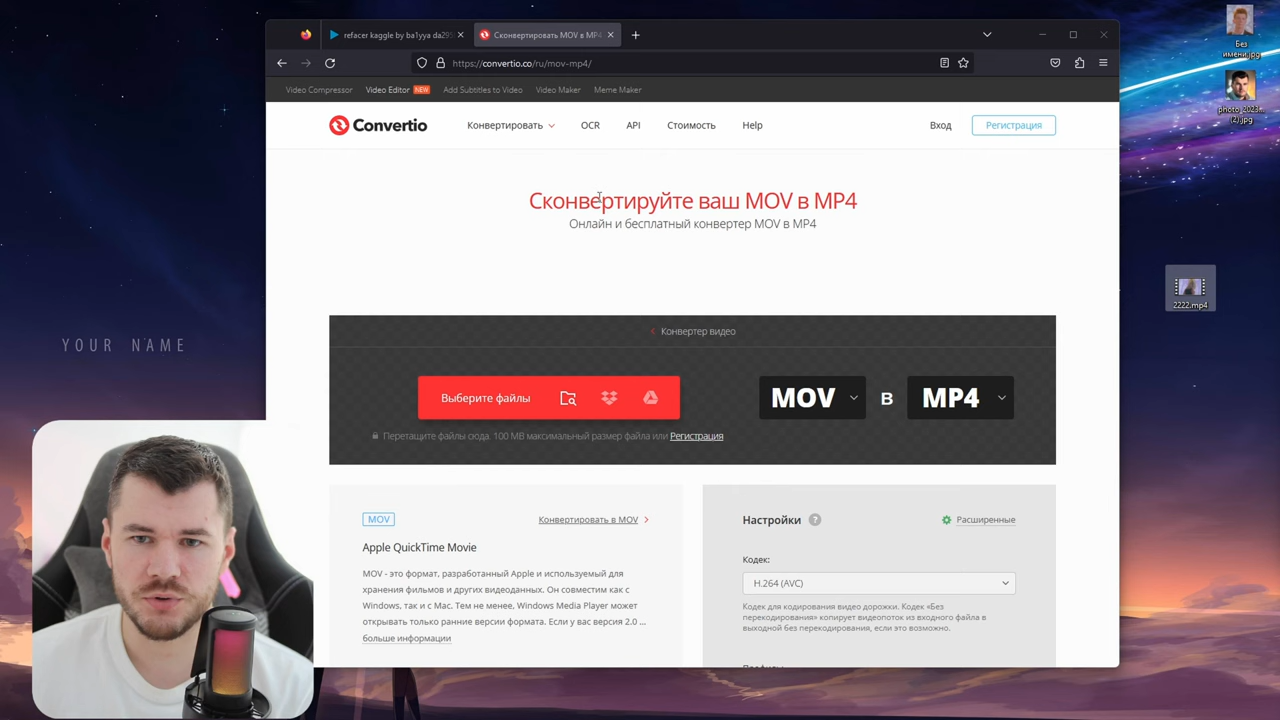 refacer kaggle by ba1yya da295
Сконвертировать MOV в MP4
https://convertio.co/ru/mov-mp4/
Video Compressor
Video Editor NEW
Add Subtitles to Video
Video Maker
Meme Maker
Convertio
Конвертировать
OCR
API
Стоимость
Help
Вход
Регистрация
Сконвертируйте ваш MOV в MP4
Онлайн и бесплатный конвертер MOV в MP4
Конвертер видео
Выберите файлы
MOV в MP4
Перетащите файлы сюда. 100 MB максимальный размер файла или Регистрация
MOV
Конвертировать в MOV
Apple QuickTime Movie
MOV - это формат, разработанный Apple и используемый для
хранения фильмов и других видеоданных. Он совместим как с
Windows, так и с Mac. Тем не менее, Windows Media Player может
открывать только ранние версии формата. Если у вас версия 2.0 ...
больше информации
Настройки ?
Расширенные
Кодек:
H.264 (AVC)
Кодек для кодирования видео дорожки. Кодек «Без
перекодирования» копирует видеопоток из входного файла в
выходной без перекодирования, если это возможно.
YOUR NAME
Без
имени.jpg
photo_2023...
(2).jpg
2222.mp4